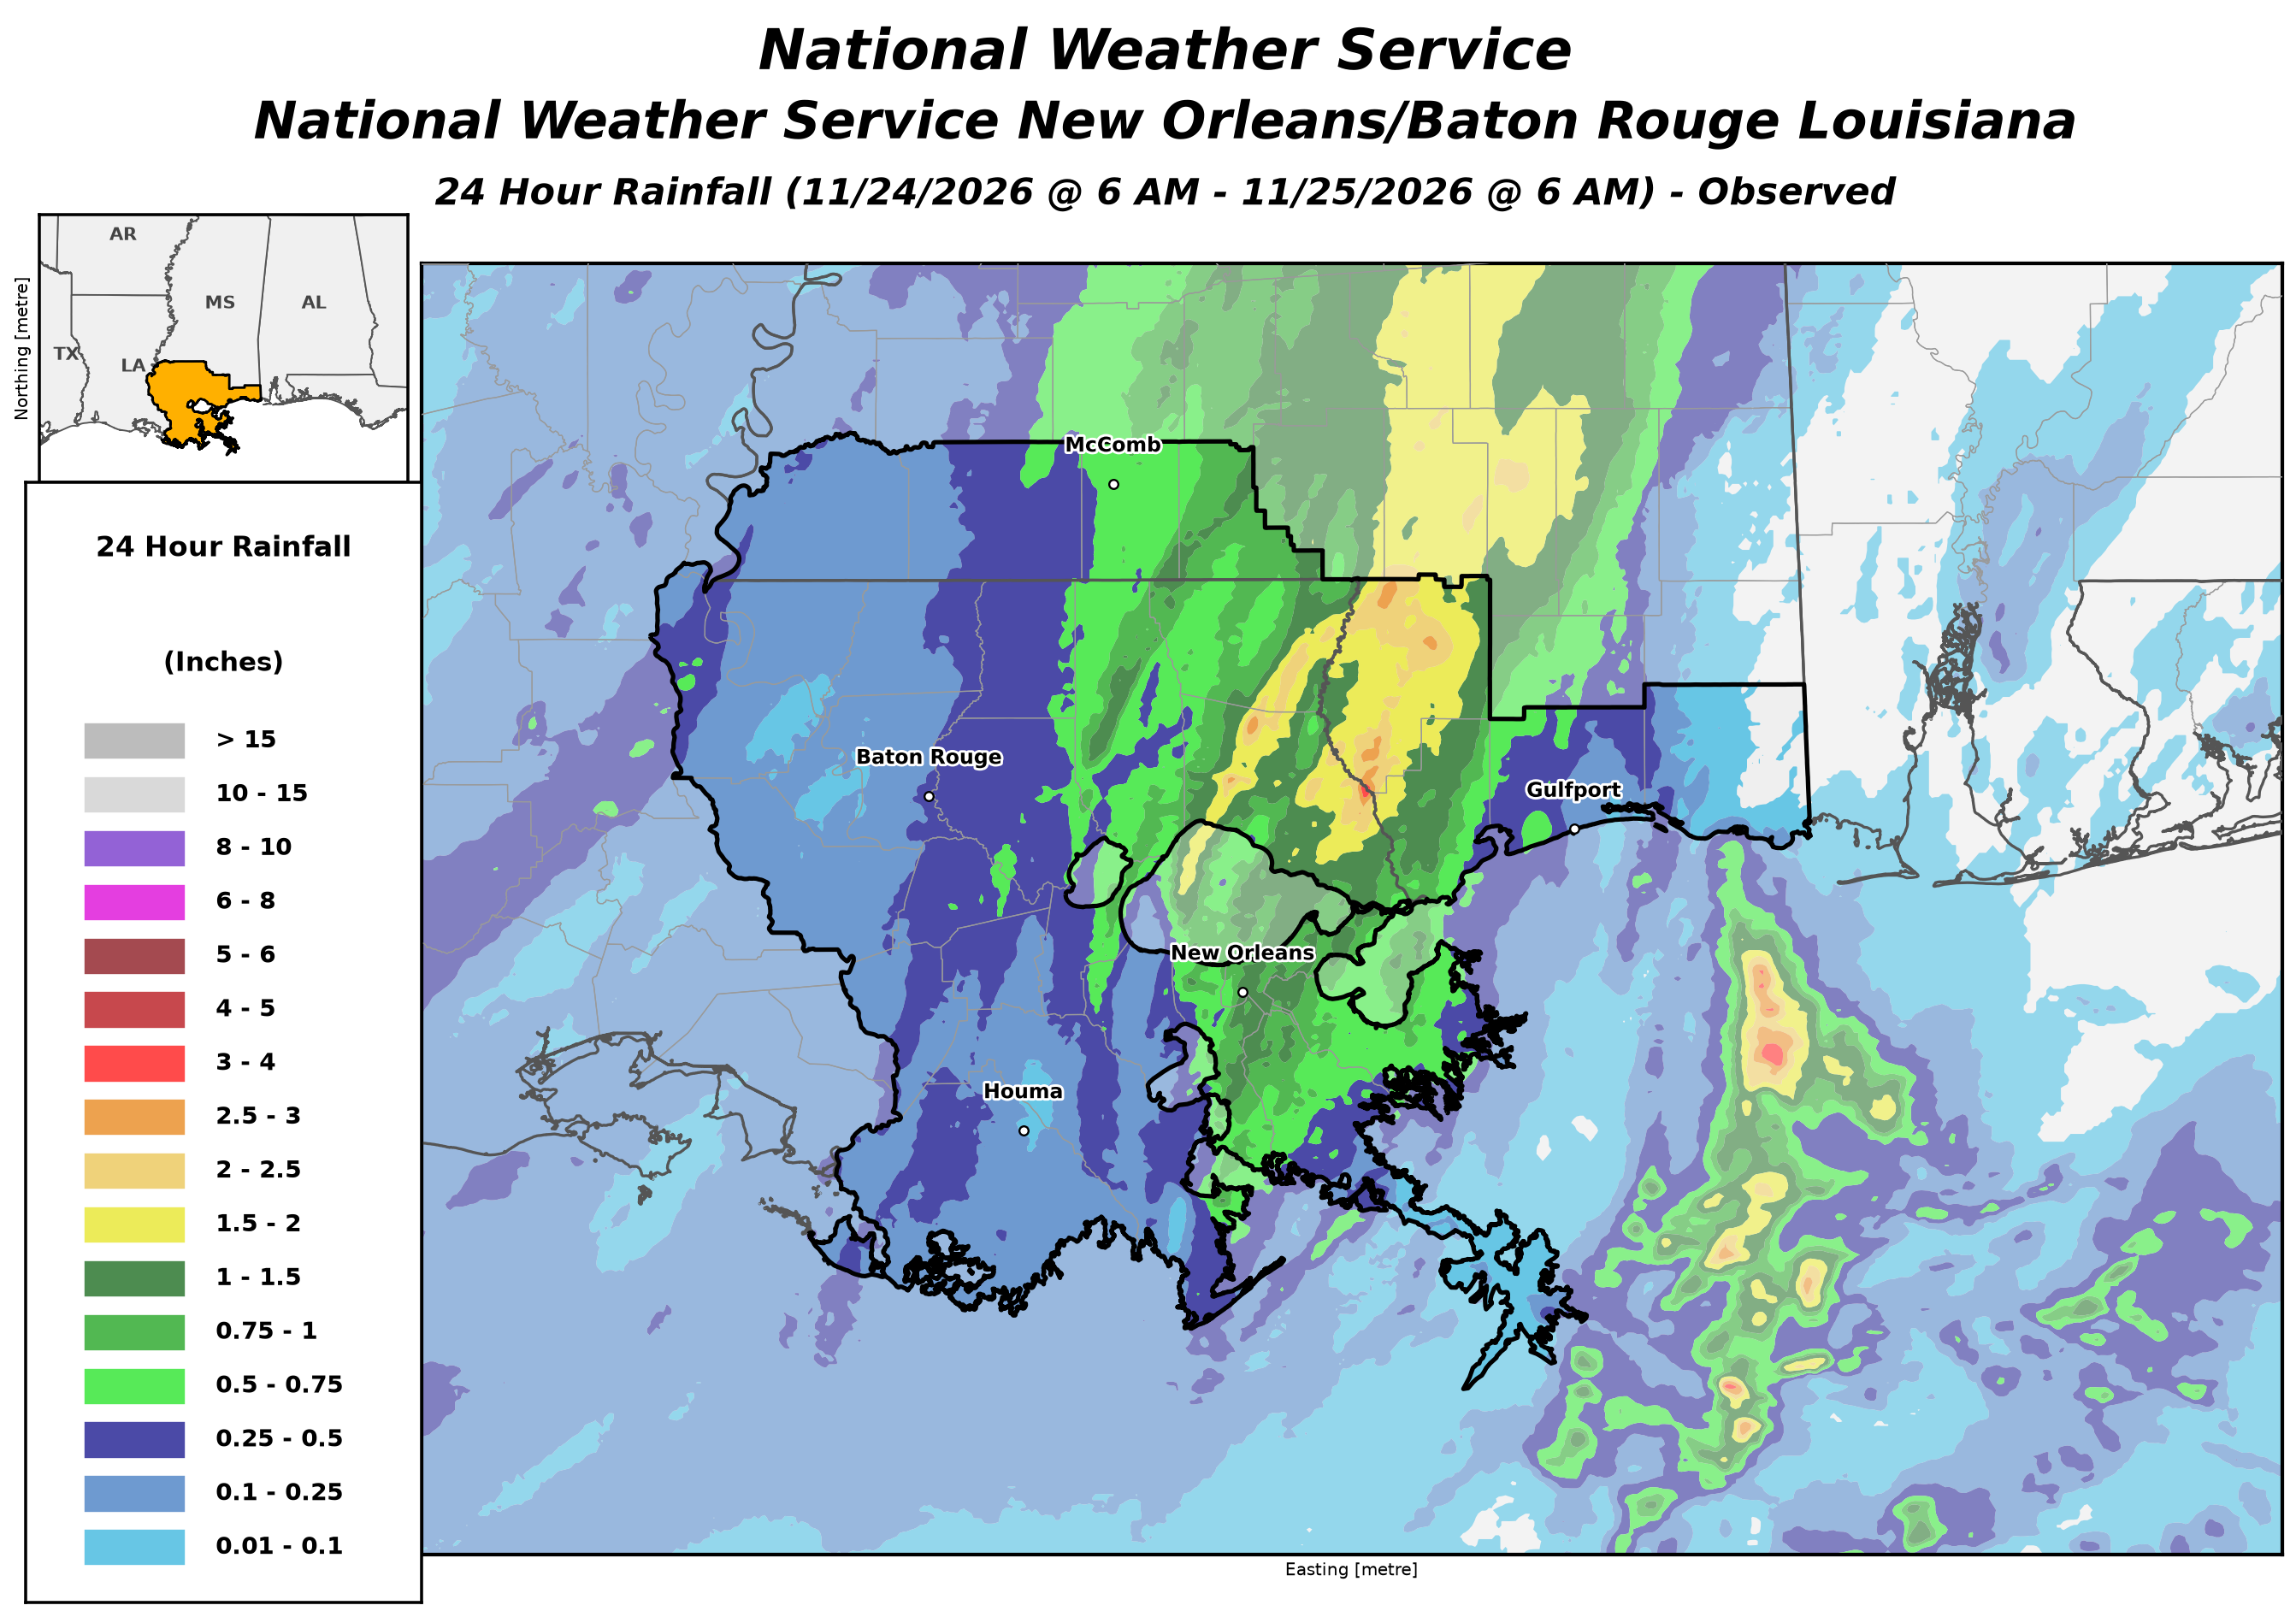 National Weather Service
National Weather Service New Orleans/Baton Rouge Louisiana
24 Hour Rainfall (11/24/2026 @ 6 AM - 11/25/2026 @ 6 AM) - Observed
Northing [metre]
AR
MS
AL
TX
LA
24 Hour Rainfall
(Inches)
> 15
10 - 15
8 - 10
6 - 8
5 - 6
4 - 5
3 - 4
2.5 - 3
2 - 2.5
1.5 - 2
1 - 1.5
0.75 - 1
0.5 - 0.75
0.25 - 0.5
0.1 - 0.25
0.01 - 0.1
McComb
Baton Rouge
Gulfport
New Orleans
Houma
Easting [metre]